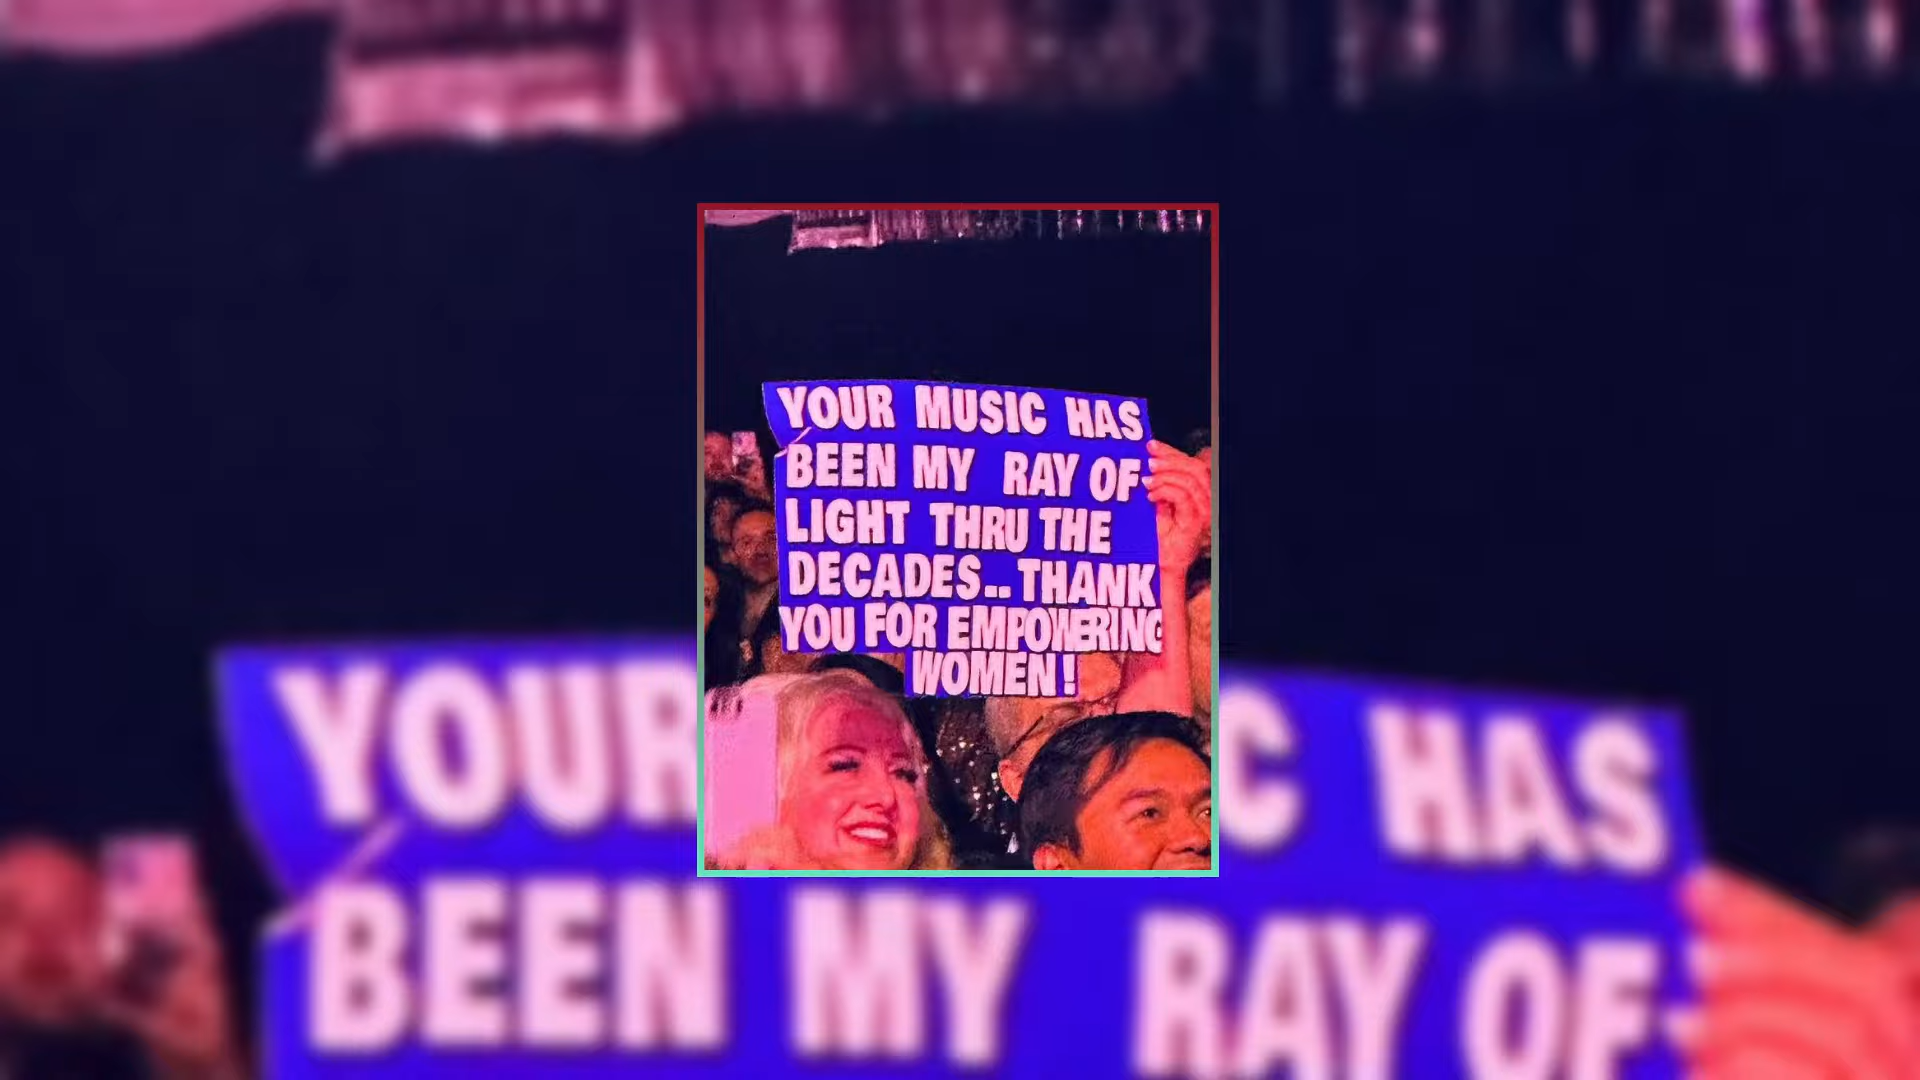 YOUR MUSIC HAS
BEEN MY RAY OF
LIGHT THRU THE
DECADES.. THANK
YOU FOR EMPOWERING
WOMEN!